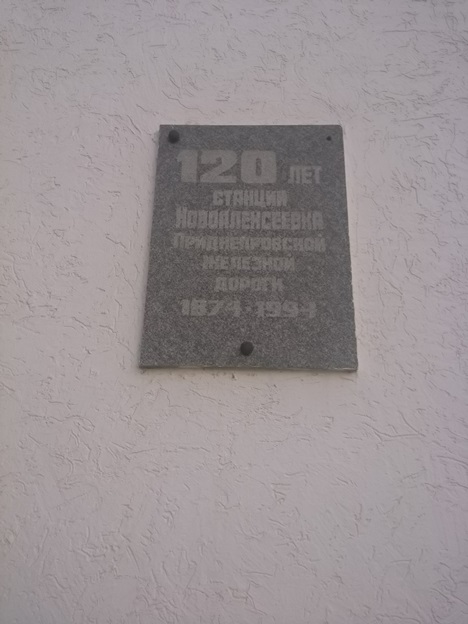 120 ЛЕТ
СТАНЦИИ
НОВОАЛЕКСЕЕВКА
ПРИДНЕПРОВСКОЙ
ЖЕЛЕЗНОЙ
ДОРОГИ
1874-1994